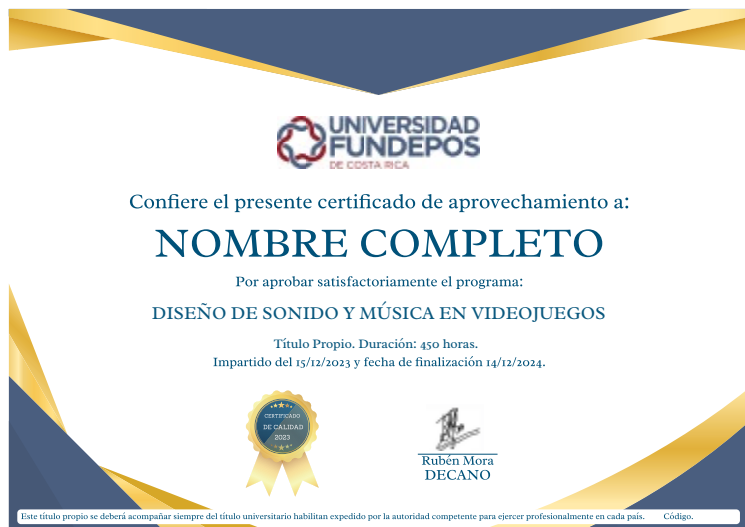 UNIVERSIDAD
FUNDEPOS
DE COSTA RICA
Confiere el presente certificado de aprovechamiento a:
NOMBRE COMPLETO
Por aprobar satisfactoriamente el programa:
DISEÑO DE SONIDO Y MÚSICA EN VIDEOJUEGOS
Título Propio. Duración: 450 horas.
Impartido del 15/12/2023 y fecha de finalización 14/12/2024.
CERTIFICADO
DE CALIDAD
2023
Rubén Mora
DECANO
Este título propio se deberá acompañar siempre del título universitario habilitan expedido por la autoridad competente para ejercer profesionalmente en cada país. Código.